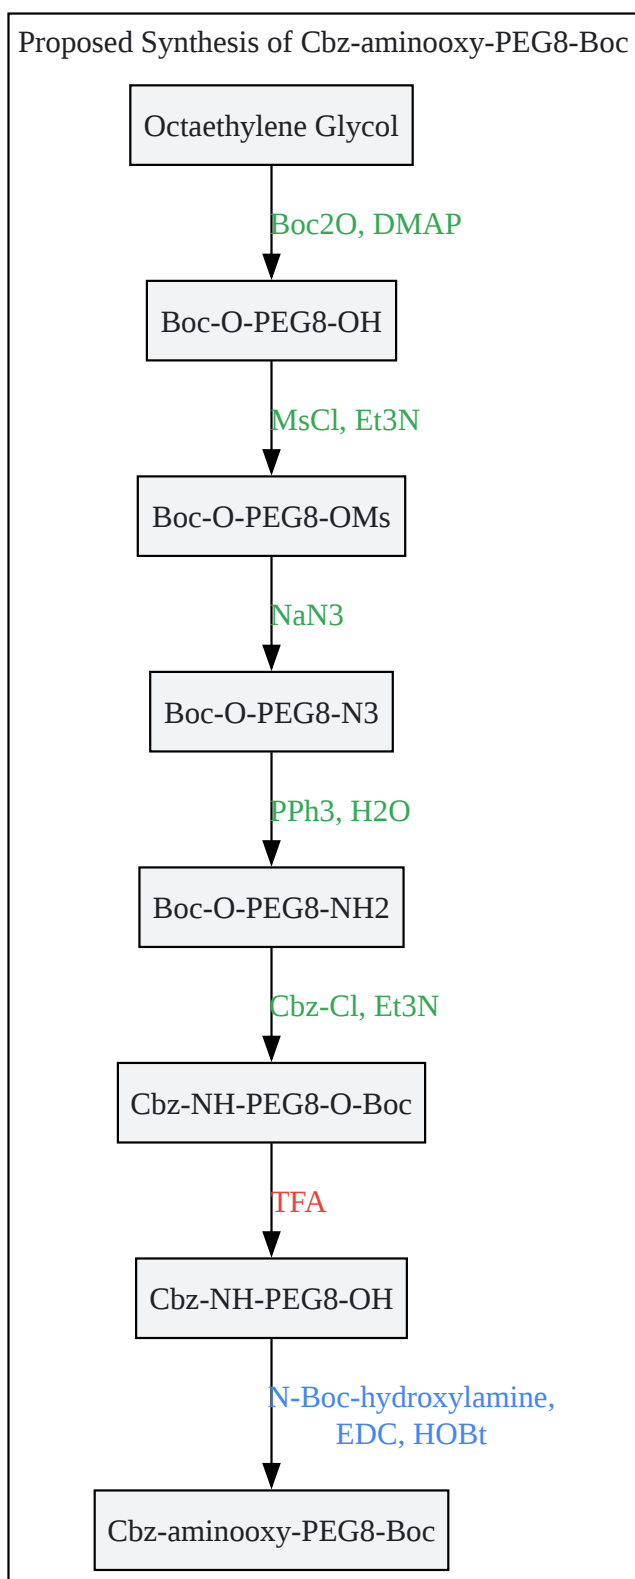 Proposed Synthesis of Cbz-aminooxy-PEG8-Boc
Octaethylene Glycol
Boc2O, DMAP
Boc-O-PEG8-OH
MsCl, Et3N
Boc-O-PEG8-OMs
NaN3
Boc-O-PEG8-N3
PPh3, H2O
Boc-O-PEG8-NH2
Cbz-Cl, Et3N
Cbz-NH-PEG8-O-Boc
TFA
Cbz-NH-PEG8-OH
N-Boc-hydroxylamine,
EDC, HOBt
Cbz-aminooxy-PEG8-Boc